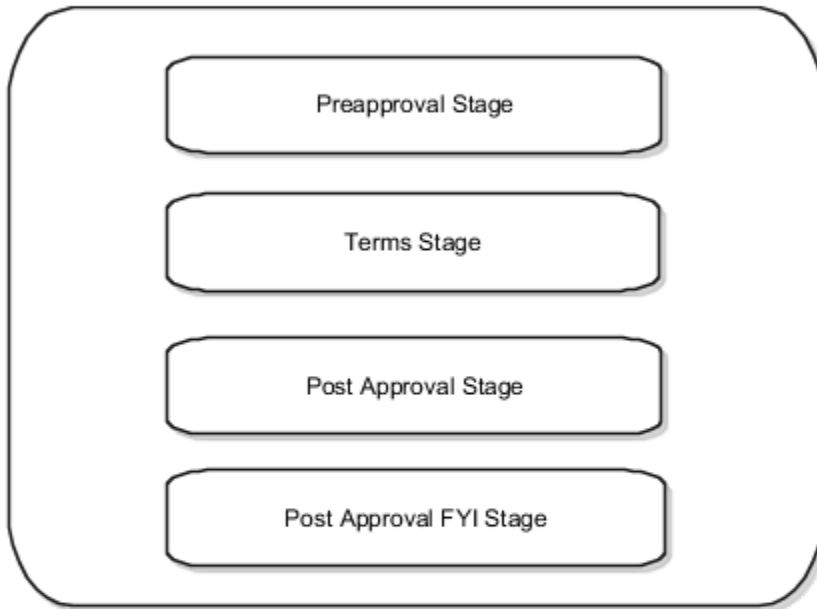 Preapproval Stage
Terms Stage
Post Approval Stage
Post Approval FYI Stage